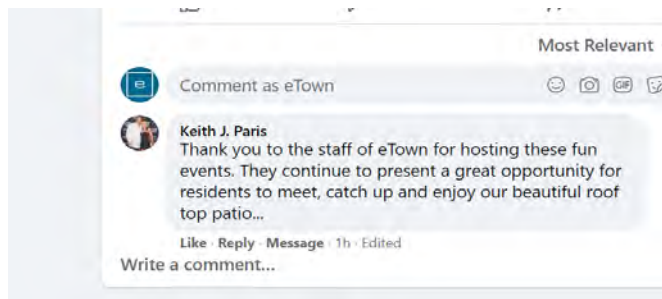 Most Relevant
e
Comment as eTown
GIF
Keith J. Paris
Thank you to the staff of eTown for hosting these fun
events. They continue to present a great opportunity for
residents to meet, catch up and enjoy our beautiful roof
top patio...
Like · Reply · Message · 1h · Edited
Write a comment...